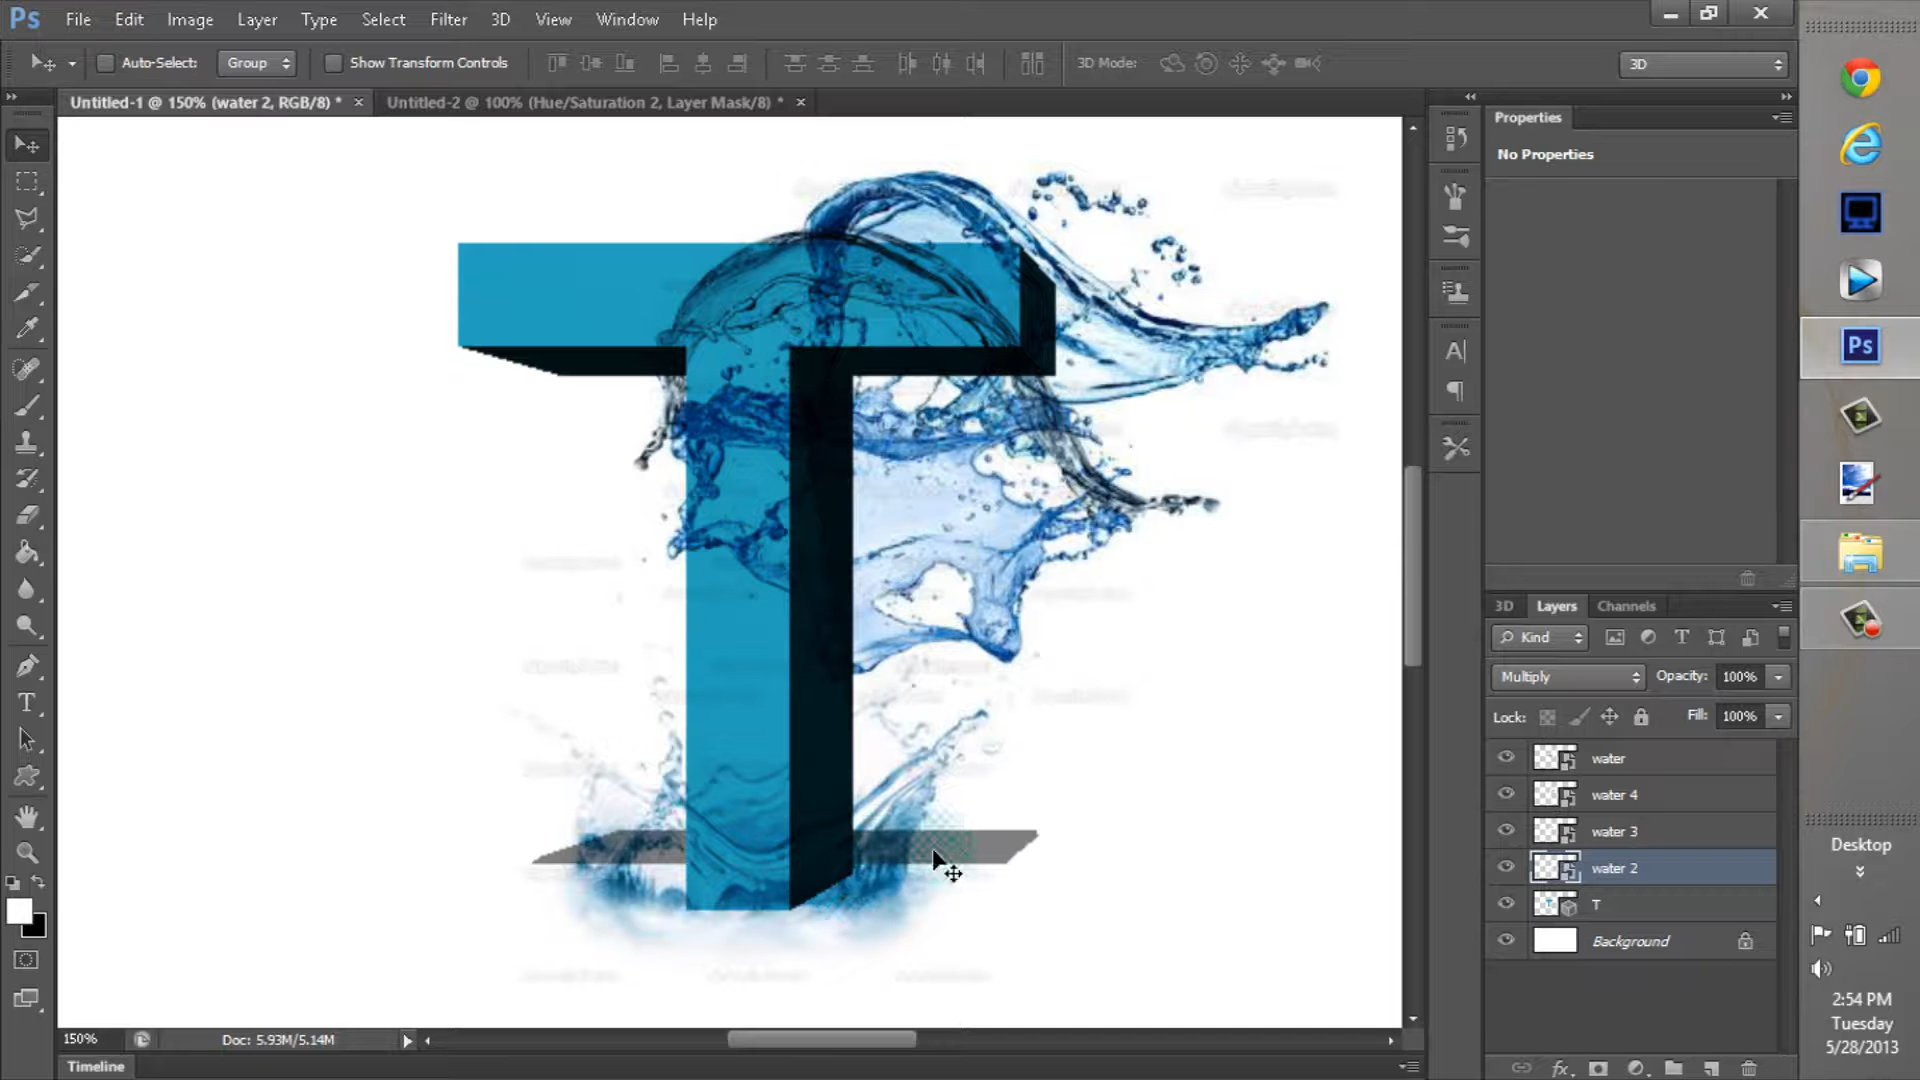 Ps File Edit Image Layer Type Select Filter 3D View Window Help
Auto-Select: Group Show Transform Controls 3D Mode: 3D
Untitled-1 @ 150% (water 2, RGB/8) * × Untitled-2 @ 100% (Hue/Saturation 2, Layer Mask/8) * ×
Properties
No Properties
T
Ps
3D Layers Channels
Kind
Multiply Opacity: 100%
Lock: Fill: 100%
water
water 4
water 3
water 2
T
Background
Desktop
2:54 PM
Tuesday
5/28/2013
150% Doc: 5.93M/5.14M
Timeline
fx